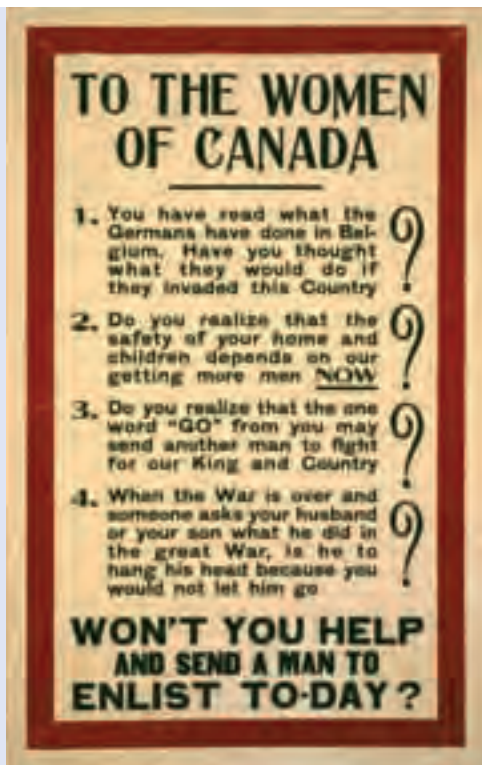 TO THE WOMEN
OF CANADA
1. You have read what the
Germans have done in Bel-
gium. Have you thought
what they would do if
they invaded this Country ?
2. Do you realize that the
safety of your home and
children depends on our
getting more men NOW ?
3. Do you realize that the one
word "GO" from you may
send another man to fight
for our King and Country ?
4. When the War is over and
someone asks your husband
or your son what he did in
the great War, is he to
hang his head because you
would not let him go ?
WON'T YOU HELP
AND SEND A MAN TO
ENLIST TO-DAY?